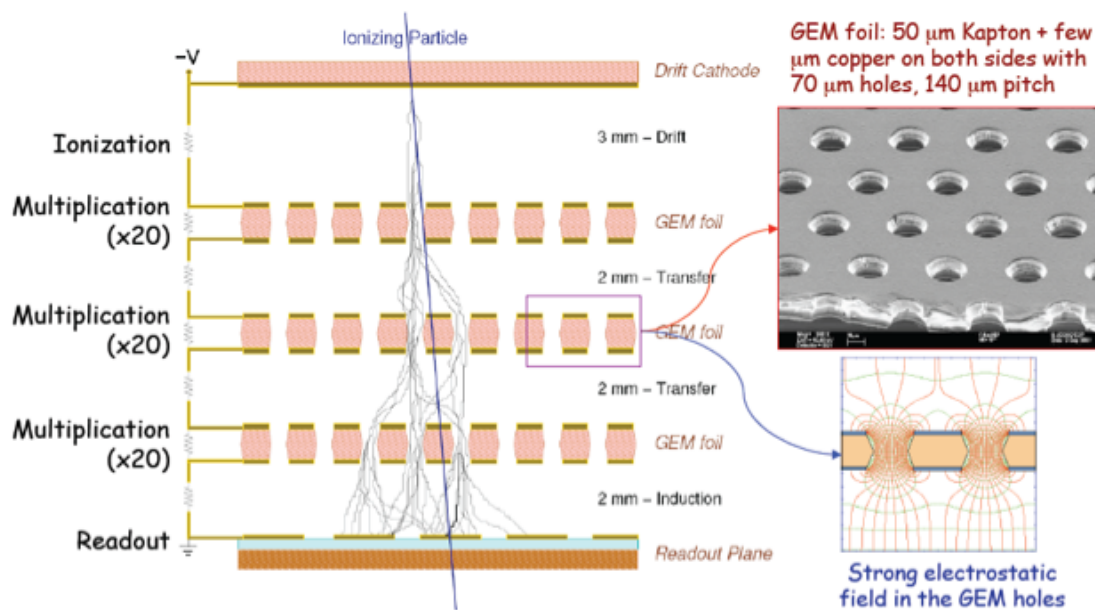 Ionizing Particle
−V
Drift Cathode
Ionization
3 mm – Drift
Multiplication
(x20)
GEM foil
2 mm – Transfer
Multiplication
(x20)
GEM foil
2 mm – Transfer
Multiplication
(x20)
GEM foil
2 mm – Induction
Readout
Readout Plane
GEM foil: 50 μm Kapton + few
μm copper on both sides with
70 μm holes, 140 μm pitch
Strong electrostatic
field in the GEM holes